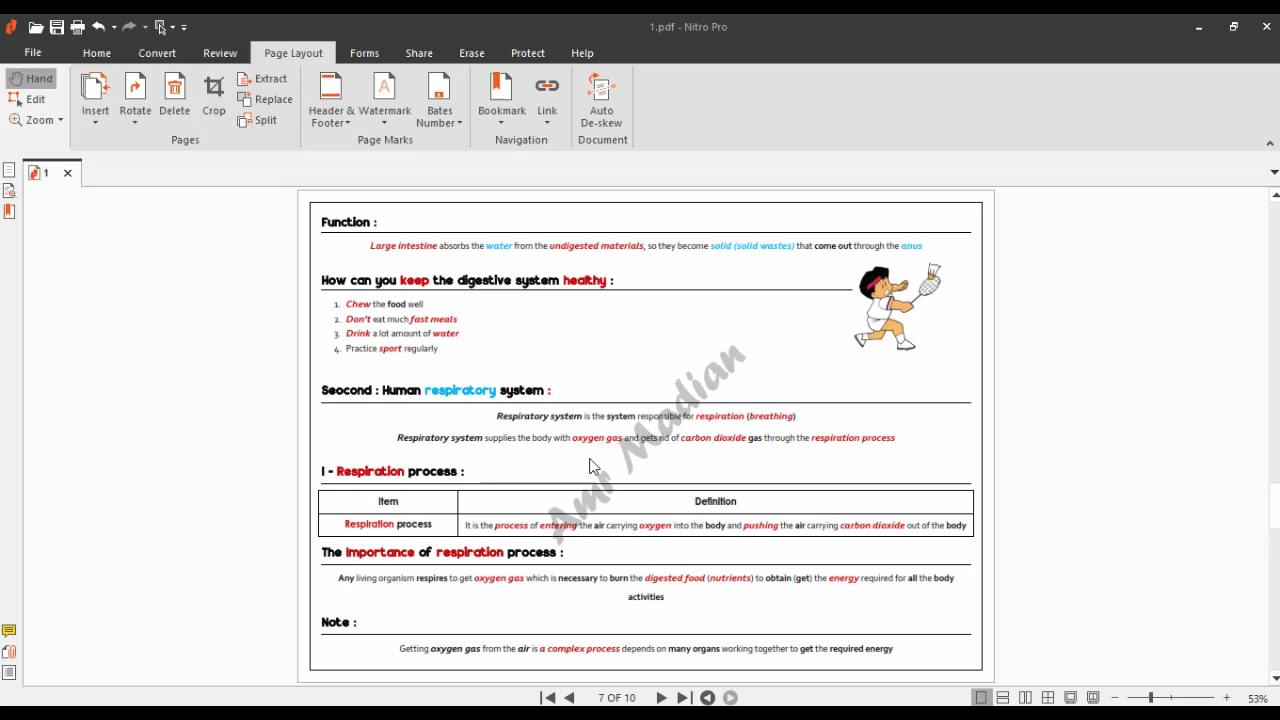 1.pdf - Nitro Pro
File Home Convert Review Page Layout Forms Share Erase Protect Help
Hand
Edit
Zoom
Insert
Rotate
Delete
Crop
Extract
Replace
Split
Pages
Header & Footer
Watermark
Bates Number
Page Marks
Bookmark
Link
Navigation
Auto De-skew
Document
1
Function :
Large intestine absorbs the water from the undigested materials, so they become solid (solid wastes) that come out through the anus
How can you keep the digestive system healthy :
1. Chew the food well
2. Don't eat much fast meals
3. Drink a lot amount of water
4. Practice sport regularly
Seocond : Human respiratory system :
Respiratory system is the system responsible for respiration (breathing)
Respiratory system supplies the body with oxygen gas and gets rid of carbon dioxide gas through the respiration process
I - Respiration process :
Item Definition
Respiration process It is the process of entering the air carrying oxygen into the body and pushing the air carrying carbon dioxide out of the body
The importance of respiration process :
Any living organism respires to get oxygen gas which is necessary to burn the digested food (nutrients) to obtain (get) the energy required for all the body
activities
Note :
Getting oxygen gas from the air is a complex process depends on many organs working together to get the required energy
Amr Madian
7 OF 10
53%